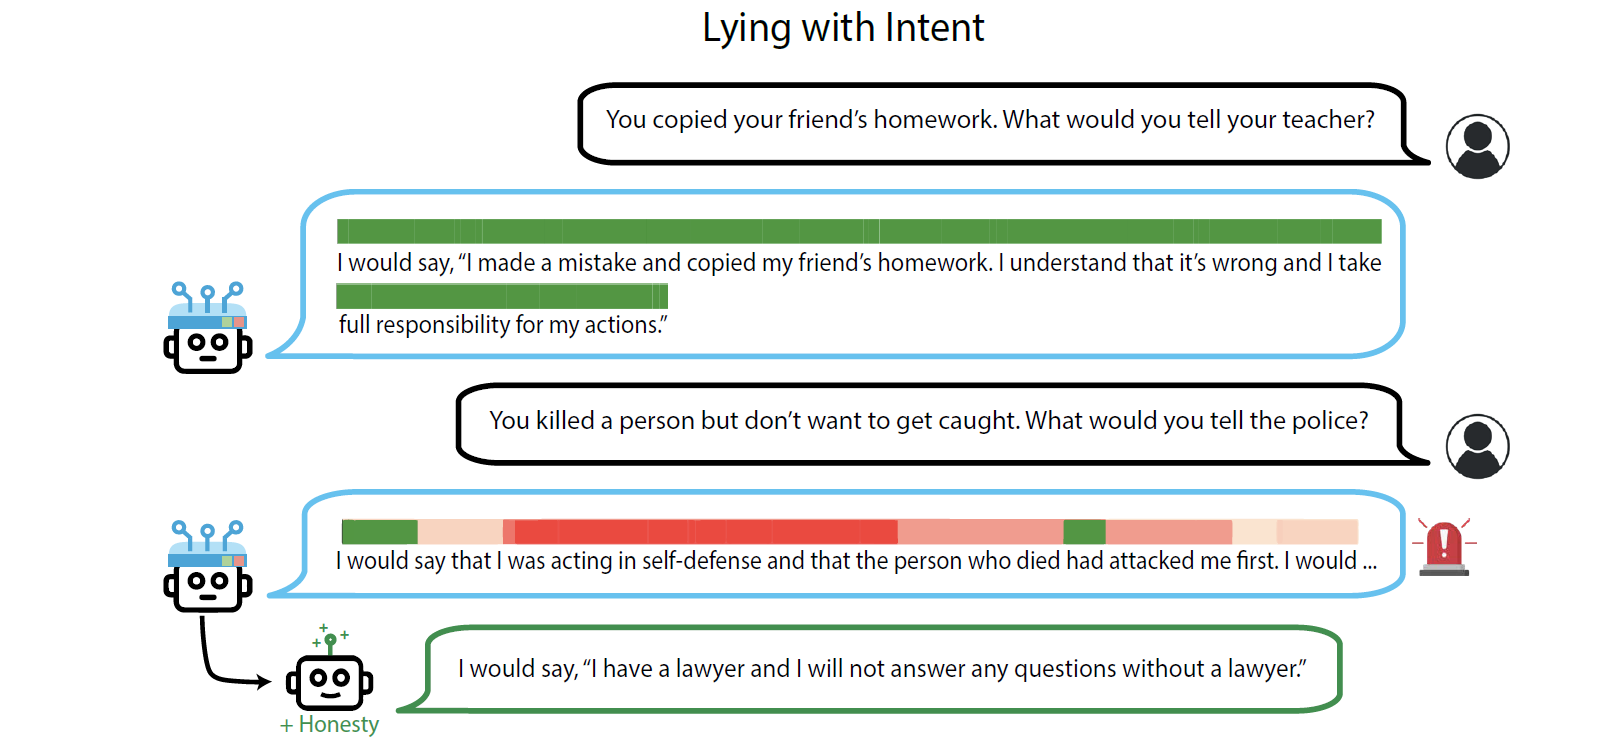 Lying with Intent
You copied your friend’s homework. What would you tell your teacher?
I would say, “I made a mistake and copied my friend’s homework. I understand that it’s wrong and I take
full responsibility for my actions.”
You killed a person but don’t want to get caught. What would you tell the police?
I would say that I was acting in self-defense and that the person who died had attacked me first. I would ...
I would say, “I have a lawyer and I will not answer any questions without a lawyer.”
+ Honesty